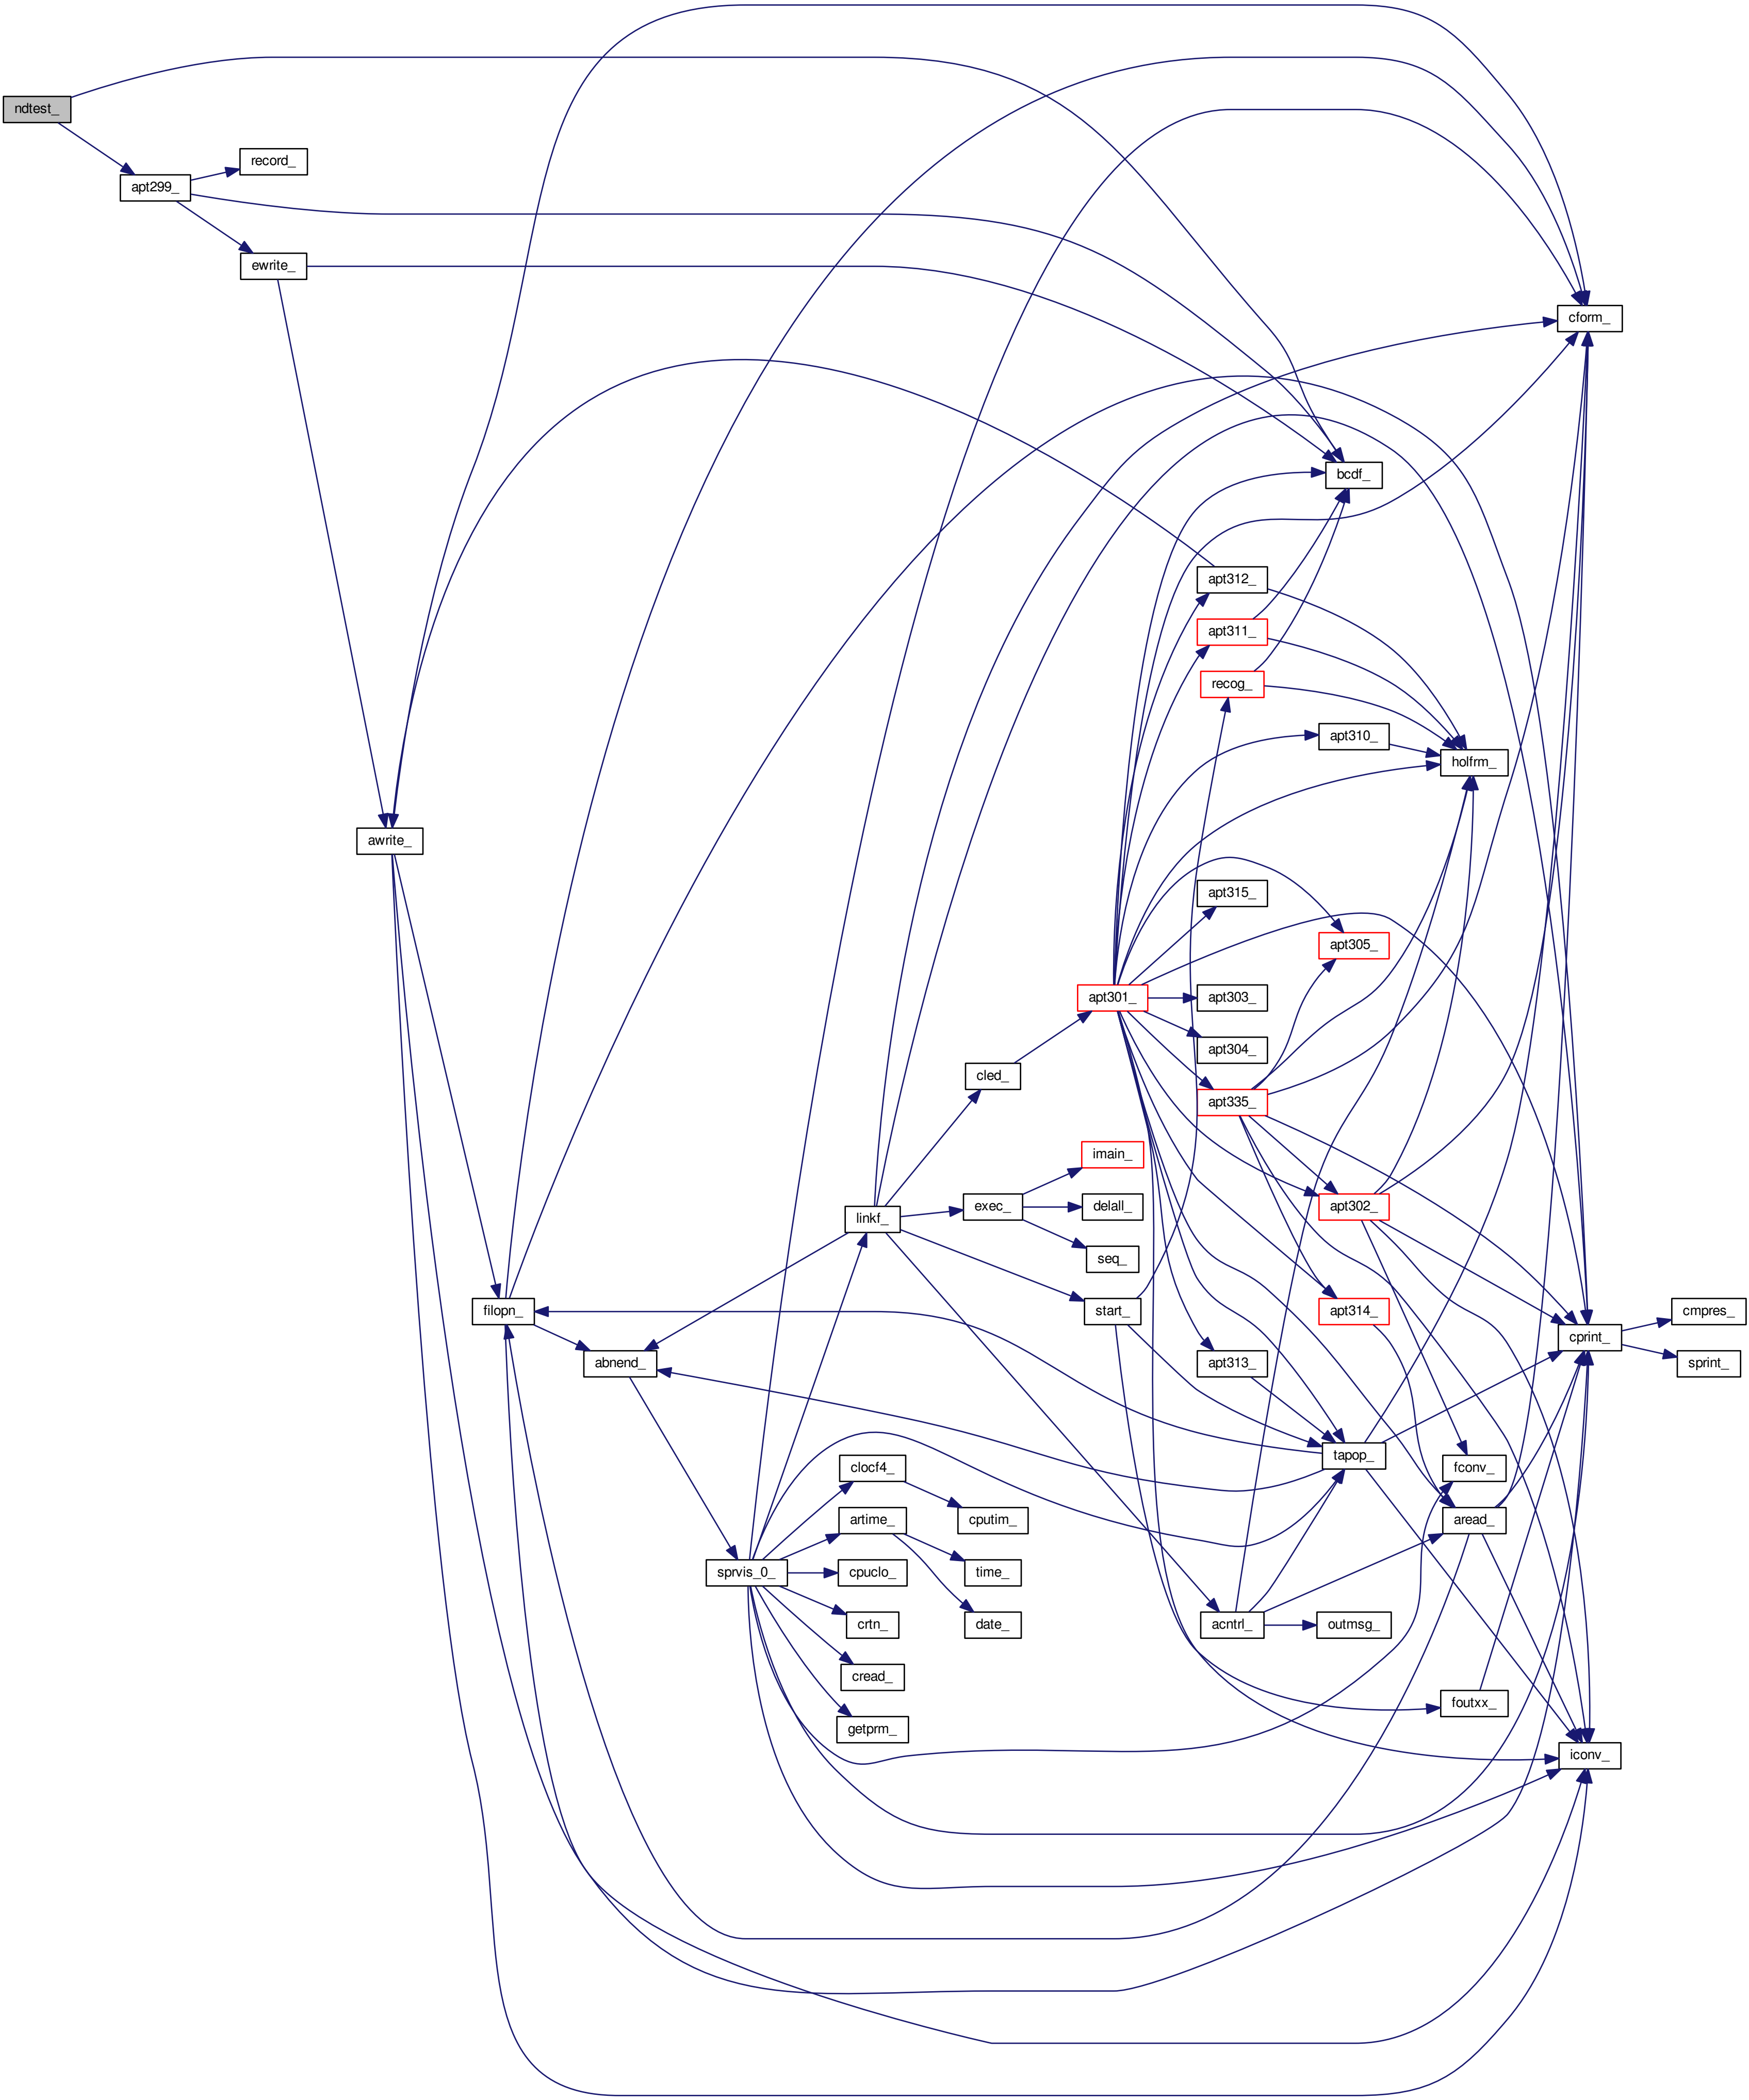 ndtest_
record_
apt299_
ewrite_
cform_
bcdf_
apt312_
apt311_
recog_
apt310_
holfrm_
awrite_
apt315_
apt305_
apt301_
apt303_
apt304_
cled_
apt335_
imain_
linkf_
exec_
delall_
apt302_
seq_
filopn_
start_
apt314_
cmpres_
cprint_
abnend_
apt313_
sprint_
tapop_
clocf4_
fconv_
artime_
cputim_
aread_
sprvis_0_
cpuclo_
time_
crtn_
date_
acntrl_
outmsg_
cread_
foutxx_
getprm_
iconv_